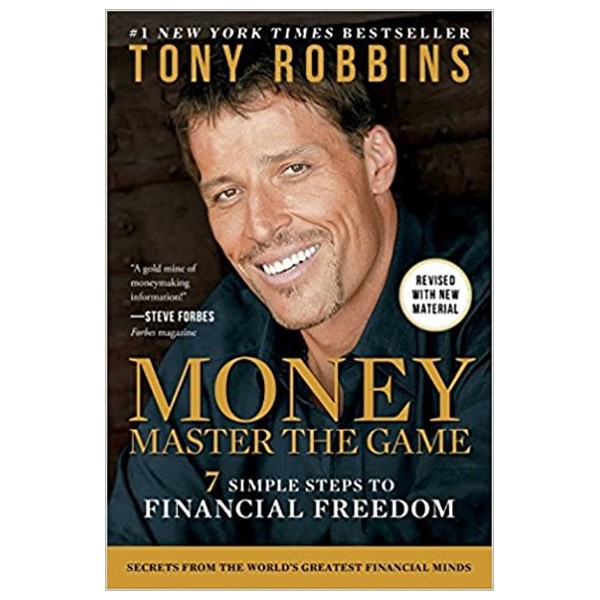 #1 NEW YORK TIMES BESTSELLER
TONY ROBBINS
"A gold mine of
moneymaking
information!"
—STEVE FORBES
Forbes magazine
REVISED
WITH NEW
MATERIAL
MONEY
MASTER THE GAME
7 SIMPLE STEPS TO
FINANCIAL FREEDOM
SECRETS FROM THE WORLD'S GREATEST FINANCIAL MINDS